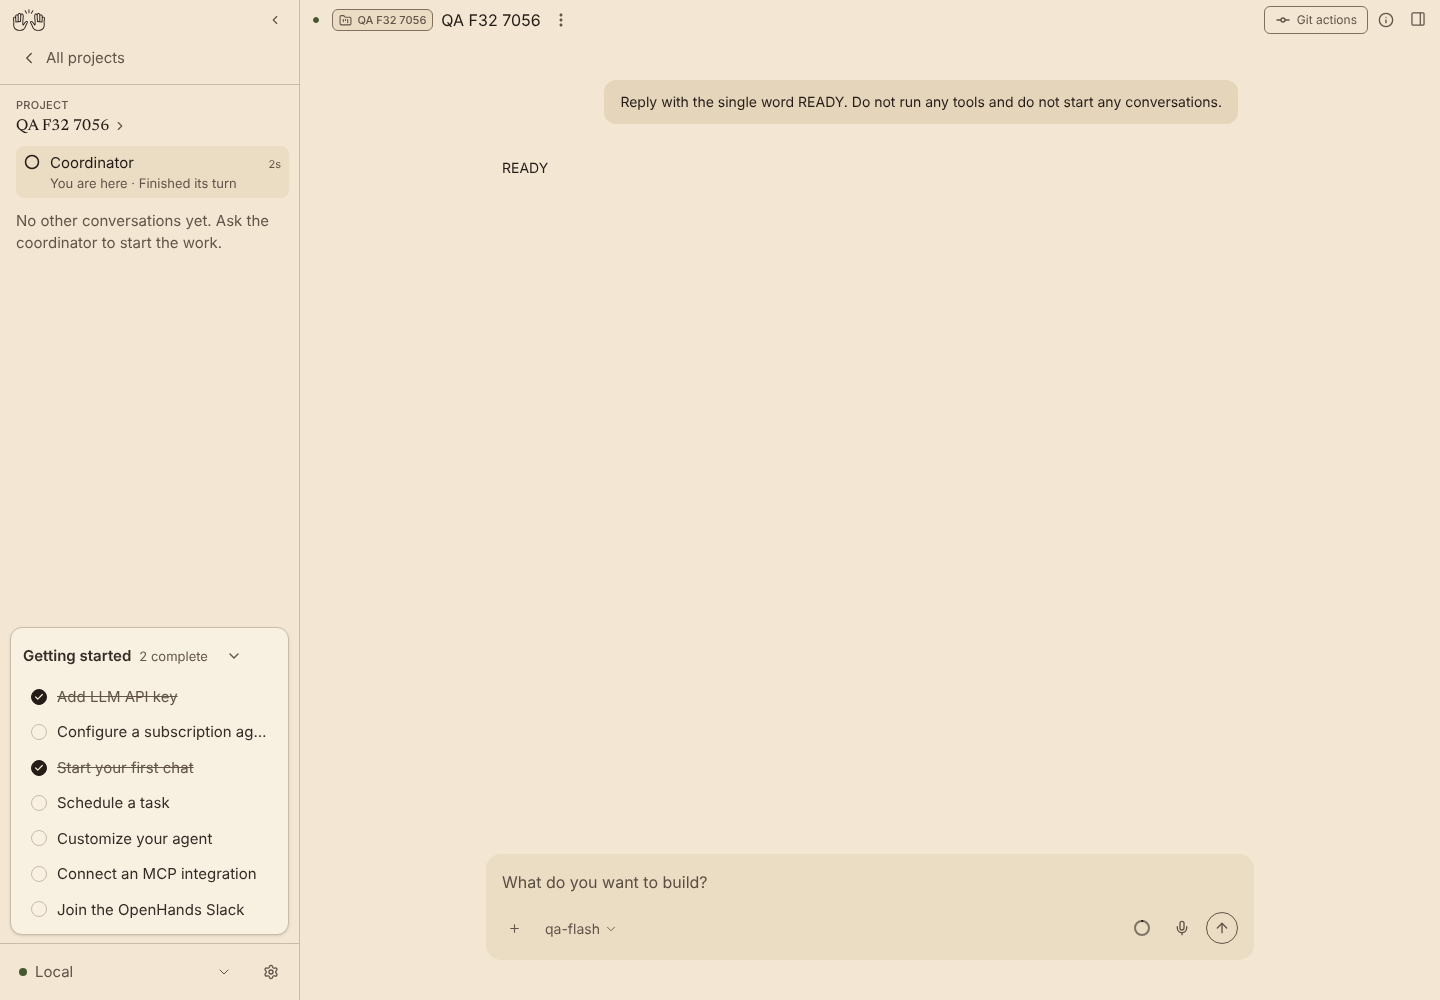 All projects
PROJECT
QA F32 7056
Coordinator 2s
You are here · Finished its turn
No other conversations yet. Ask the
coordinator to start the work.
Getting started 2 complete
Add LLM API key
Configure a subscription ag...
Start your first chat
Schedule a task
Customize your agent
Connect an MCP integration
Join the OpenHands Slack
Local
QA F32 7056 QA F32 7056
Git actions
Reply with the single word READY. Do not run any tools and do not start any conversations.
READY
What do you want to build?
qa-flash